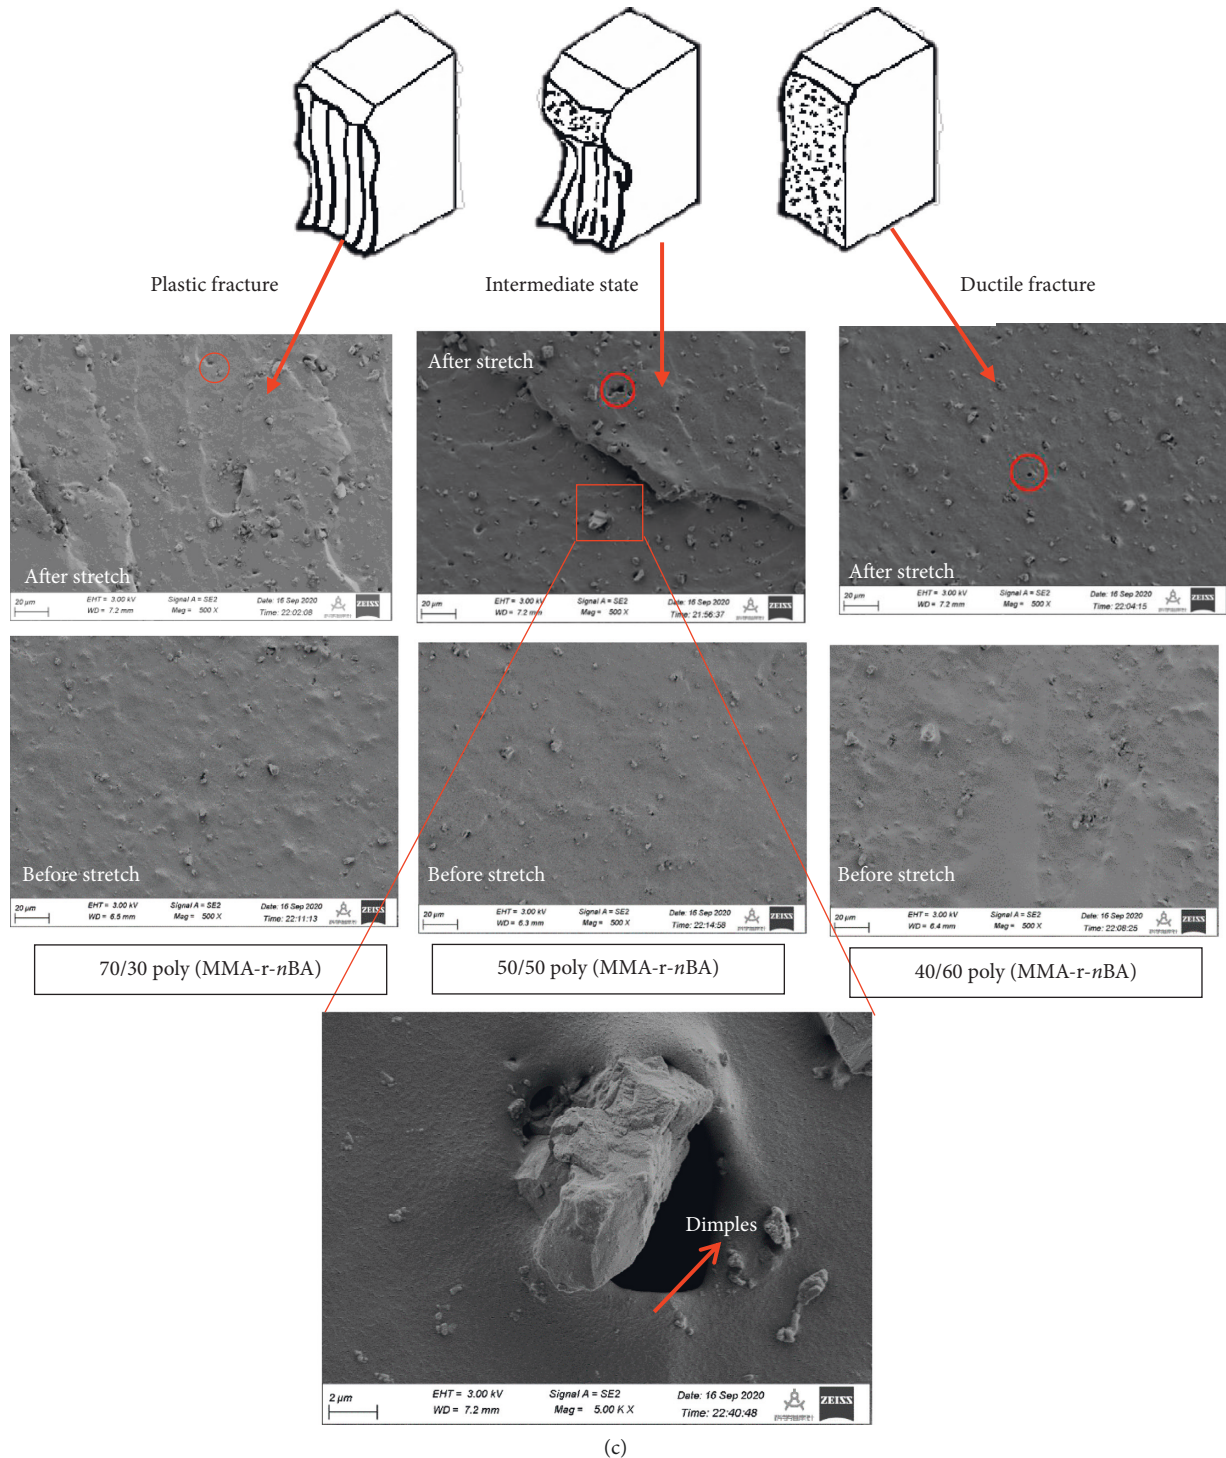 Plastic fracture
Intermediate state
Ductile fracture
After stretch
20 µm
EHT = 3.00 kV
WD = 7.2 mm
Signal A = SE2
Mag = 500 X
Date: 16 Sep 2020
Time: 22:02:08
ZEISS
After stretch
20 µm
EHT = 3.00 kV
WD = 7.2 mm
Signal A = SE2
Mag = 500 X
Date: 16 Sep 2020
Time: 21:56:37
ZEISS
After stretch
20 µm
EHT = 3.00 kV
WD = 7.2 mm
Signal A = SE2
Mag = 500 X
Date: 16 Sep 2020
Time: 22:04:15
ZEISS
Before stretch
20 µm
EHT = 3.00 kV
WD = 6.5 mm
Signal A = SE2
Mag = 500 X
Date: 16 Sep 2020
Time: 22:11:13
ZEISS
Before stretch
20 µm
EHT = 3.00 kV
WD = 6.3 mm
Signal A = SE2
Mag = 500 X
Date: 16 Sep 2020
Time: 22:14:58
ZEISS
Before stretch
20 µm
EHT = 3.00 kV
WD = 6.4 mm
Signal A = SE2
Mag = 500 X
Date: 16 Sep 2020
Time: 22:08:25
ZEISS
70/30 poly (MMA-r-nBA)
50/50 poly (MMA-r-nBA)
40/60 poly (MMA-r-nBA)
Dimples
2 µm
EHT = 3.00 kV
WD = 7.2 mm
Signal A = SE2
Mag = 5.00 K X
Date: 16 Sep 2020
Time: 22:40:48
ZEISS
(c)